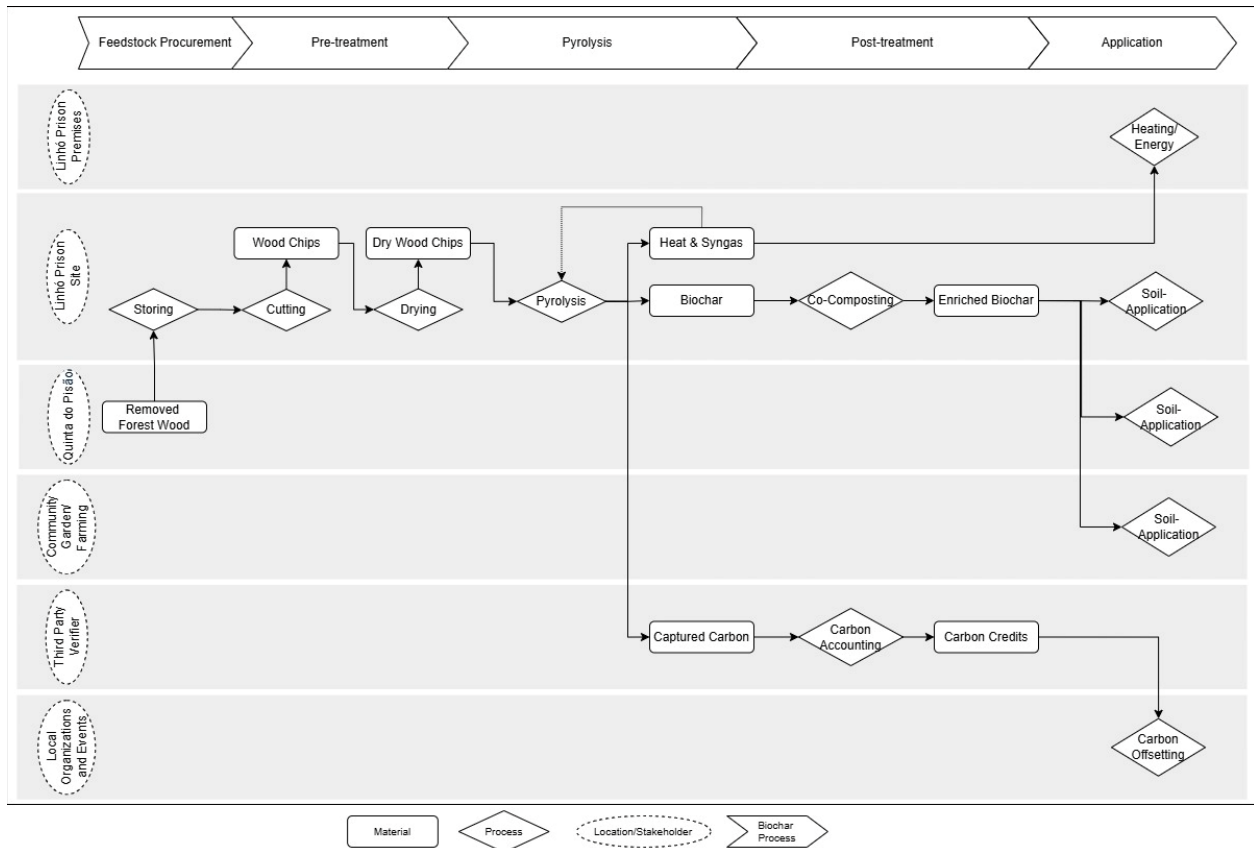 Feedstock Procurement
Pre-treatment
Pyrolysis
Post-treatment
Application
Linhó Prison
Premises
Heating/
Energy
Linhó Prison
Site
Wood Chips
Dry Wood Chips
Heat & Syngas
Storing
Cutting
Drying
Pyrolysis
Biochar
Co-Composting
Enriched Biochar
Soil-
Application
Quinta do Pisão
Removed
Forest Wood
Soil-
Application
Community
Garden/
Farming
Soil-
Application
Third Party
Verifier
Captured Carbon
Carbon
Accounting
Carbon Credits
Local
Organizations
and Events
Carbon
Offsetting
Material
Process
Location/Stakeholder
Biochar
Process